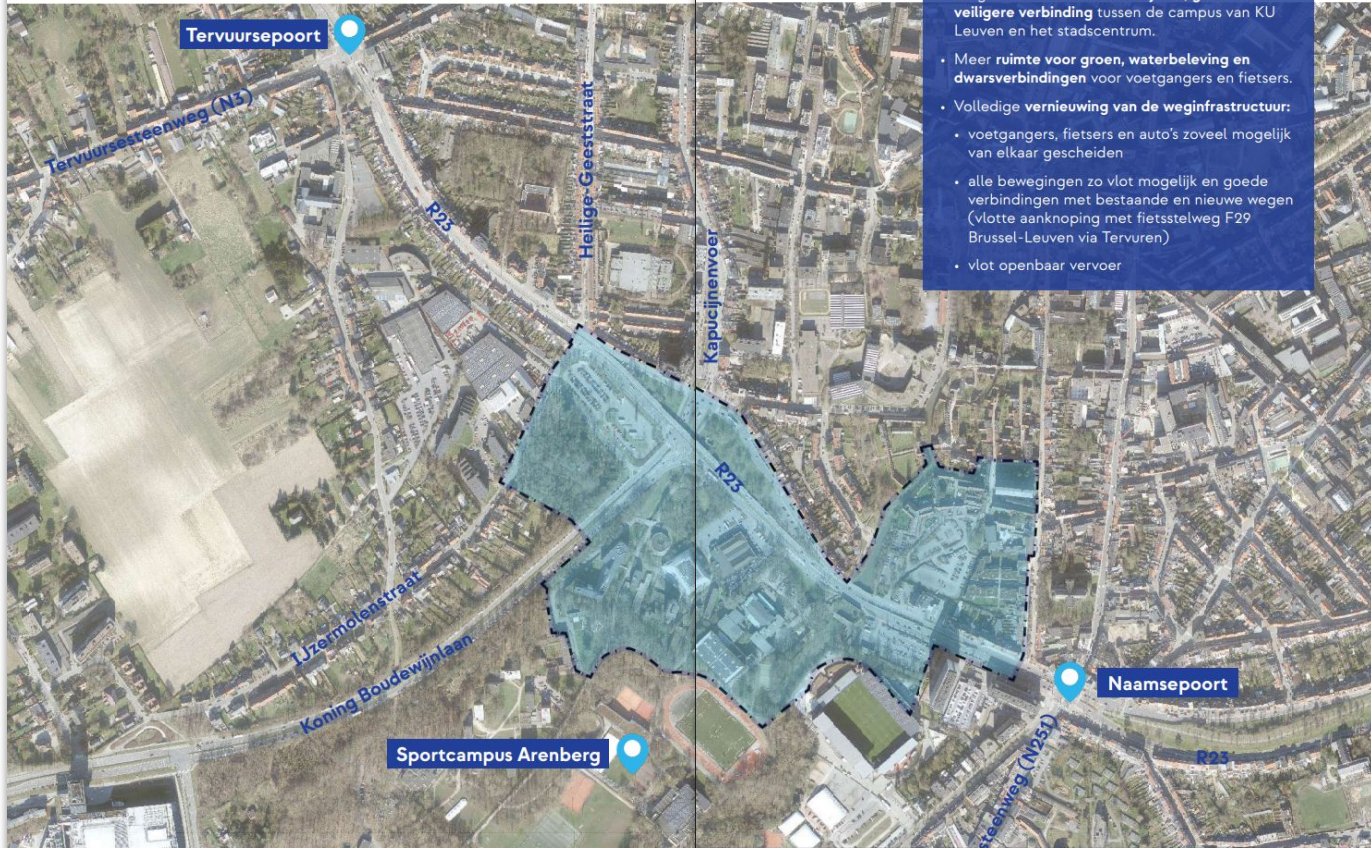 veiligere verbinding tussen de campus van KU
Leuven en het stadscentrum.
• Meer ruimte voor groen, waterbeleving en
dwarsverbindingen voor voetgangers en fietsers.
• Volledige vernieuwing van de weginfrastructuur:
• voetgangers, fietsers en auto's zoveel mogelijk
van elkaar gescheiden
• alle bewegingen zo vlot mogelijk en goede
verbindingen met bestaande en nieuwe wegen
(vlotte aanknoping met fietsstelweg F29
Brussel-Leuven via Tervuren)
• vlot openbaar vervoer
Tervuursepoort
Tervuursesteenweg (N3)
R23
Heilige-Geeststraat
Kapucijnenvoer
R23
IJzermolenstraat
Koning Boudewijnlaan
Sportcampus Arenberg
Naamsepoort
steenweg (N251)
R23